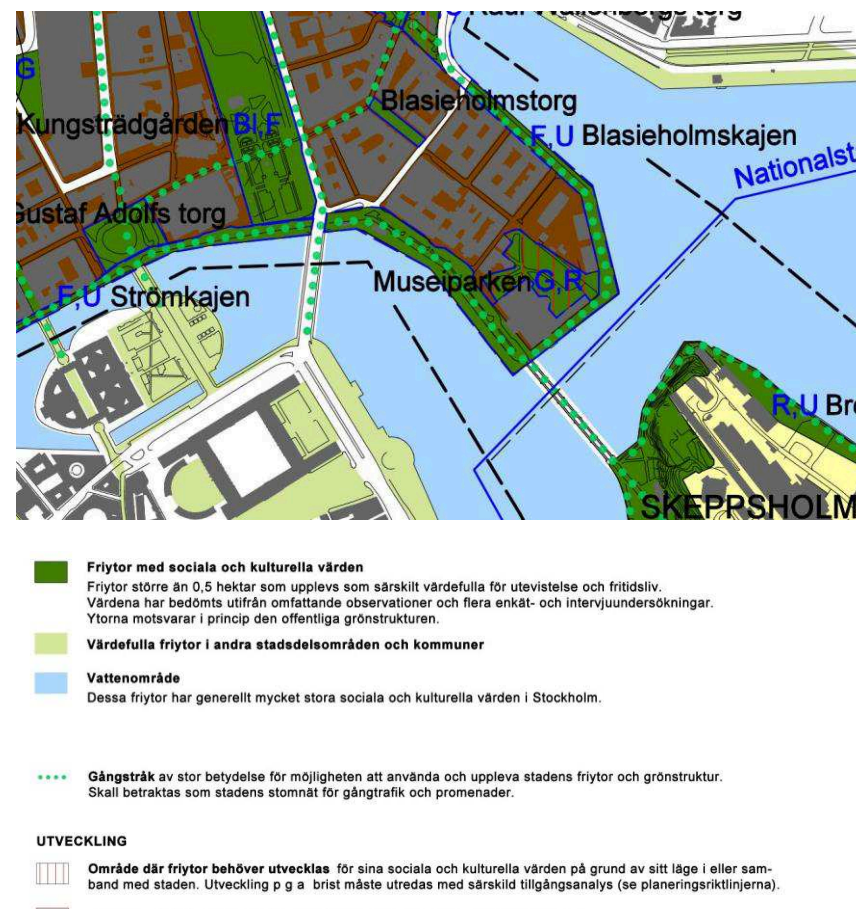 Raul Wallenbergs torg
G
Blasieholmstorg
Kungsträdgården BI,F
F,U Blasieholmskajen
Nationalst
Gustaf Adolfs torg
Museiparken G,R
F,U Strömkajen
R,U Bre
SKEPPSHOLM
Friytor med sociala och kulturella värden
Friytor större än 0,5 hektar som upplevs som särskilt värdefulla för utevistelse och fritidsliv.
Värdena har bedömts utifrån omfattande observationer och flera enkät- och intervjuundersökningar.
Ytorna motsvarar i princip den offentliga grönstrukturen.
Värdefulla friytor i andra stadsdelsområden och kommuner
Vattenområde
Dessa friytor har generellt mycket stora sociala och kulturella värden i Stockholm.
Gångstråk av stor betydelse för möjligheten att använda och uppleva stadens friytor och grönstruktur.
Skall betraktas som stadens stomnät för gångtrafik och promenader.
UTVECKLING
Område där friytor behöver utvecklas för sina sociala och kulturella värden på grund av sitt läge i eller sam-
band med staden. Utveckling p g a brist måste utredas med särskild tillgångsanalys (se planeringsriktlinjerna).